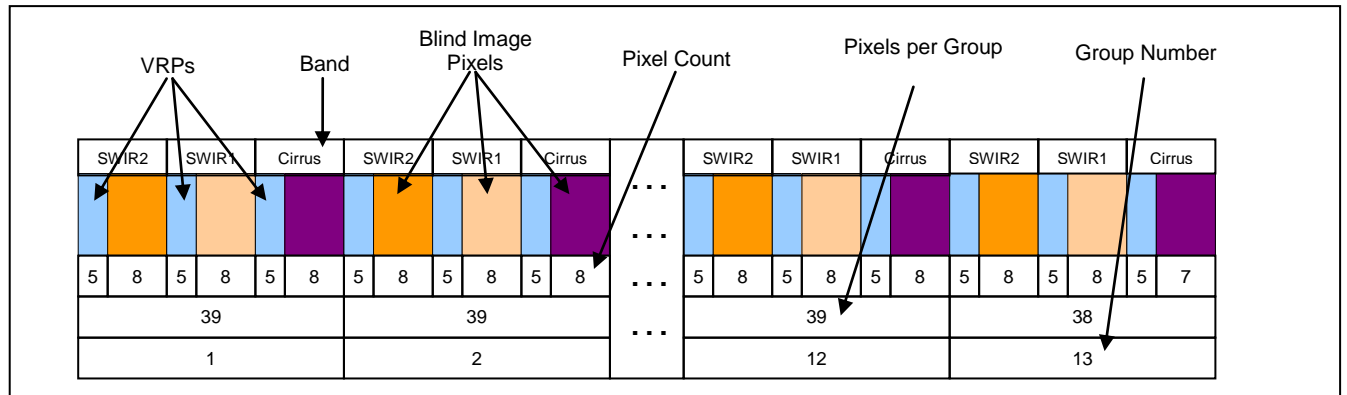 Blind Image
Pixels
VRPs
Band
Pixel Count
Pixels per Group
Group Number
SWIR2 SWIR1 Cirrus SWIR2 SWIR1 Cirrus SWIR2 SWIR1 Cirrus SWIR2 SWIR1 Cirrus
...
...
5 8 5 8 5 8 5 8 5 8 5 8 ... 5 8 5 8 5 8 5 8 5 8 5 7
39 39 ... 39 38
1 2 12 13